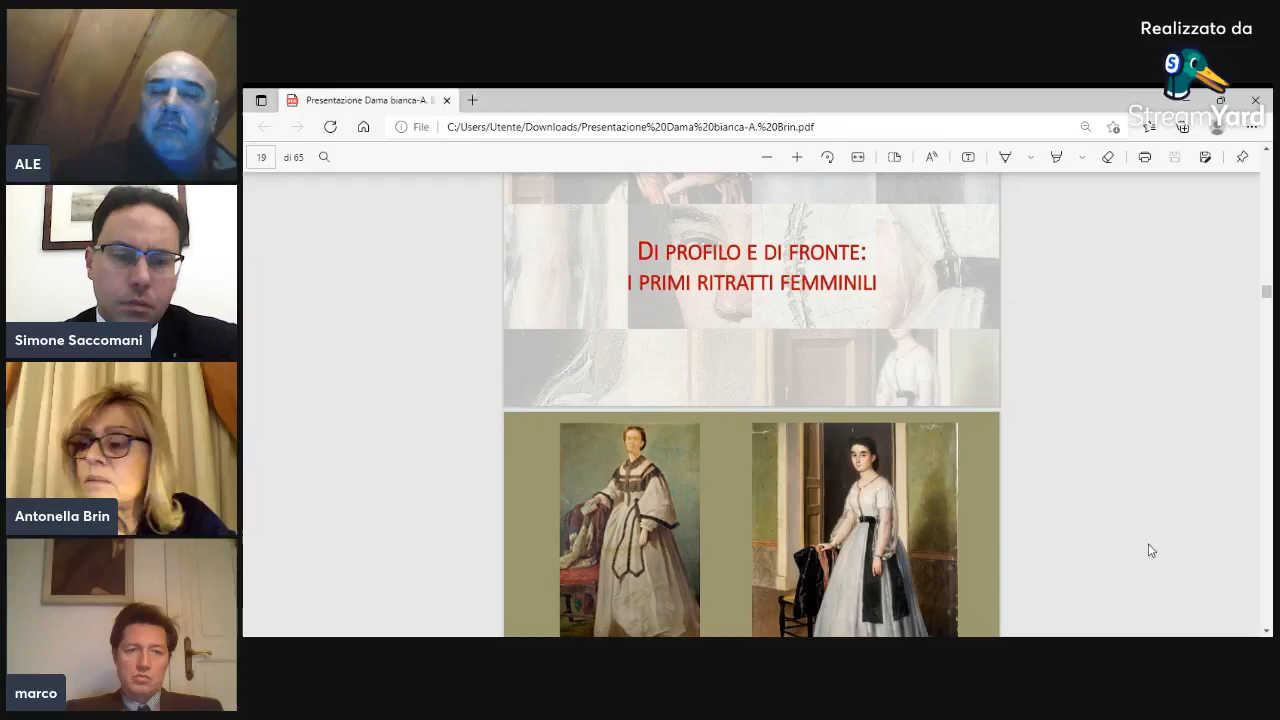 Realizzato da
StreamYard
ALE
Simone Saccomani
Antonella Brin
marco
Presentazione Dama bianca-A.
File
C:/Users/Utente/Downloads/Presentazione%20Dama%20bianca-A.%20Brin.pdf
19 di 65
DI PROFILO E DI FRONTE:
I PRIMI RITRATTI FEMMINILI